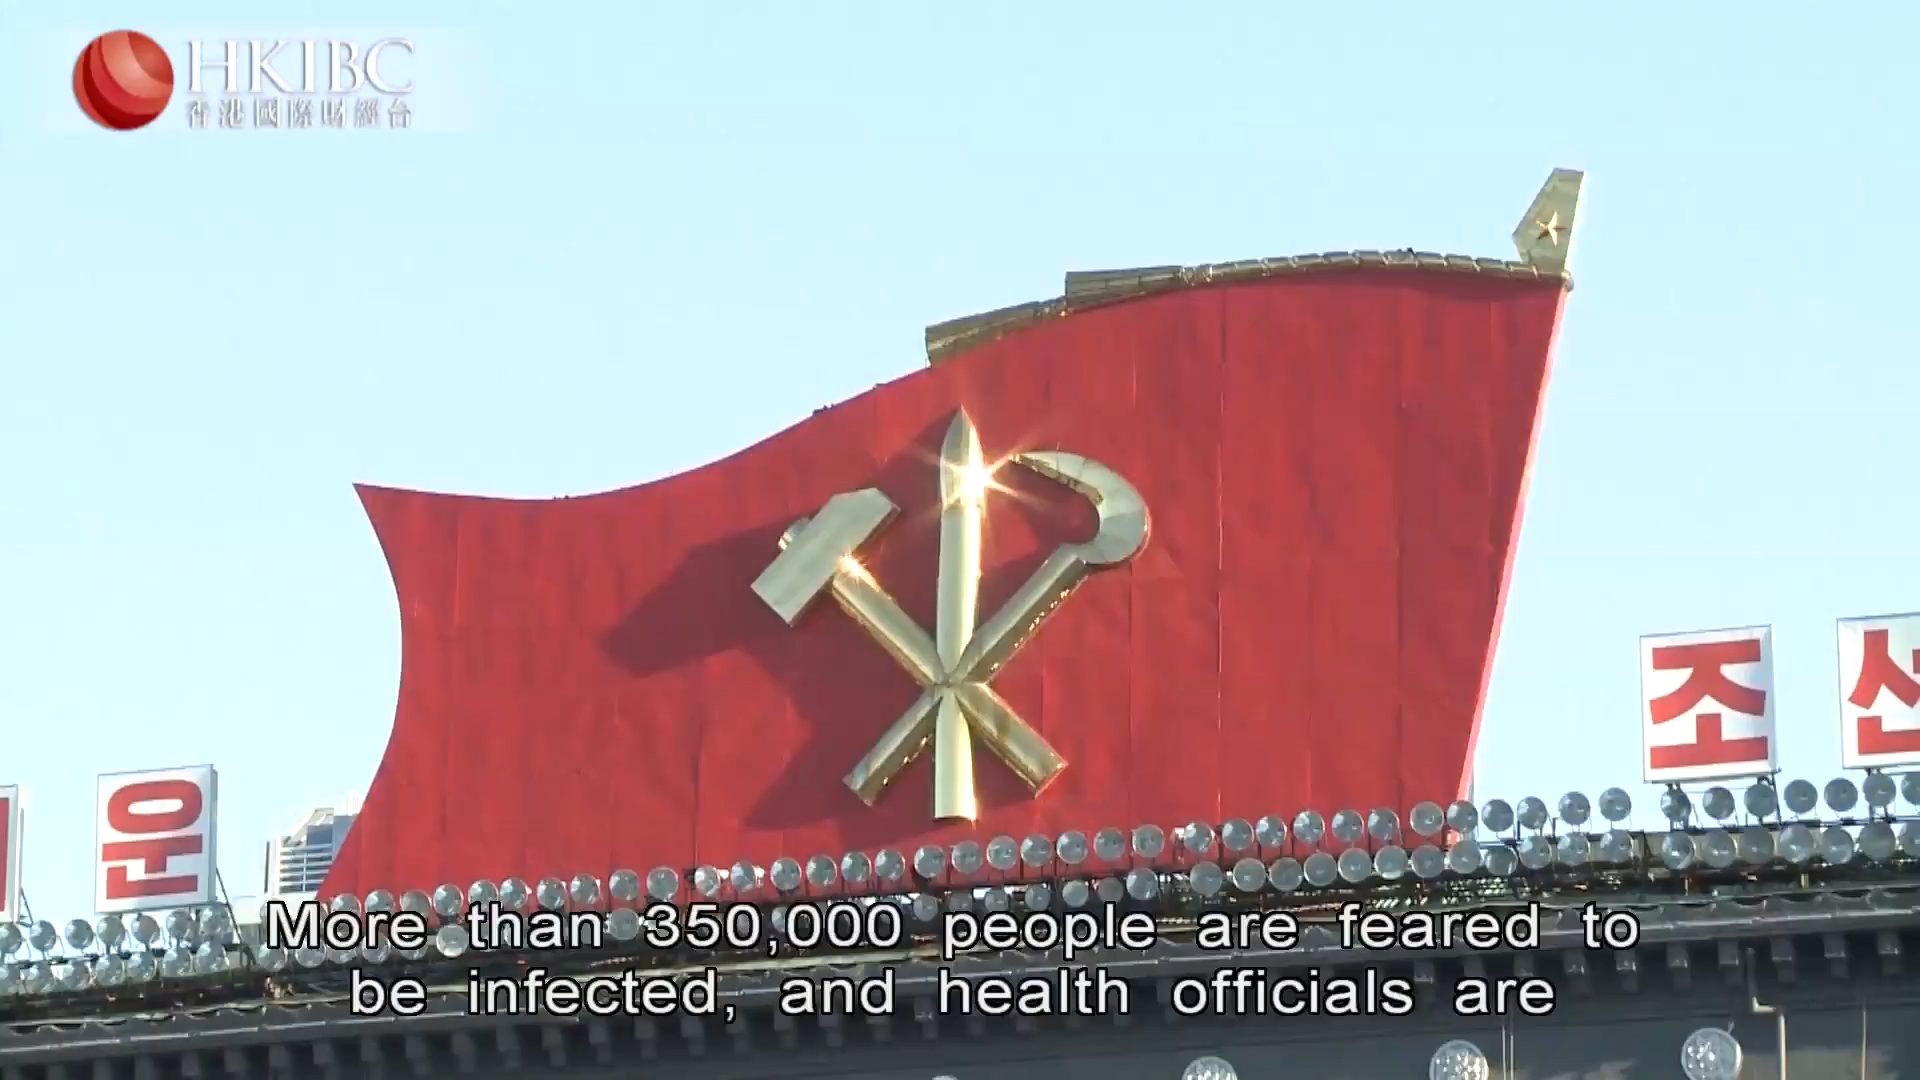 HKIBC
香港國際財經台
운
조선
More than 350,000 people are feared to
be infected, and health officials are